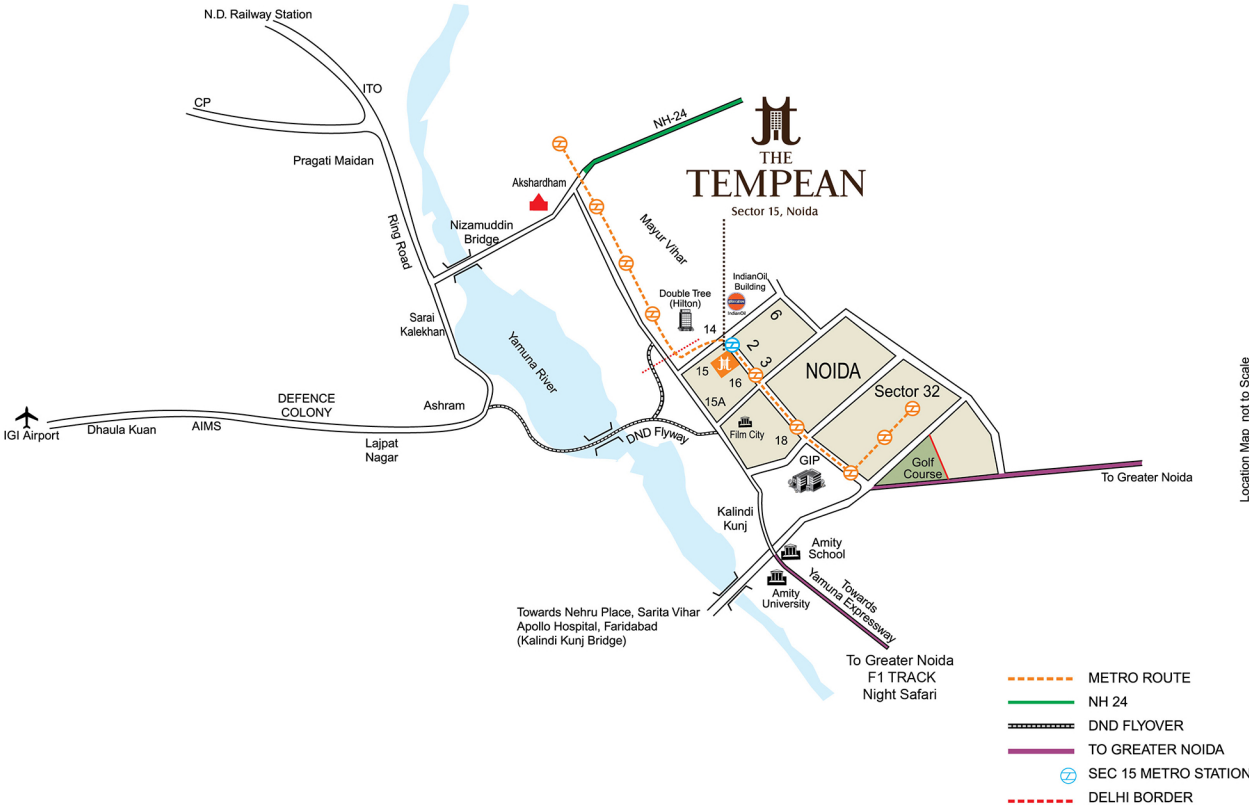 N.D. Railway Station
ITO
CP
Pragati Maidan
NH-24
THE
TEMPEAN
Sector 15, Noida
Akshardham
Nizamuddin
Bridge
Ring Road
Mayur Vihar
IndianOil
Building
IndianOil
Double Tree
(Hilton)
14
6
2
3
Sarai
Kalekhan
Yamuna River
15
16
15A
NOIDA
Sector 32
DEFENCE
COLONY
Ashram
IGI Airport
Dhaula Kuan
AIMS
Lajpat
Nagar
DND Flyway
Film City
18
GIP
Golf
Course
To Greater Noida
Location Map not to Scale
Kalindi
Kunj
Amity
School
Amity
University
Towards
Yamuna Expressway
Towards Nehru Place, Sarita Vihar
Apollo Hospital, Faridabad
(Kalindi Kunj Bridge)
To Greater Noida
F1 TRACK
Night Safari
METRO ROUTE
NH 24
DND FLYOVER
TO GREATER NOIDA
SEC 15 METRO STATION
DELHI BORDER